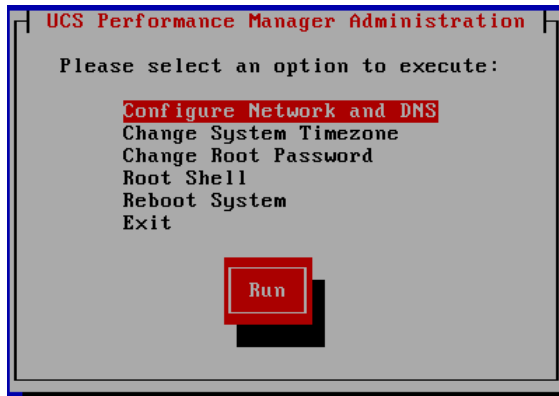 UCS Performance Manager Administration
Please select an option to execute:
Configure Network and DNS
Change System Timezone
Change Root Password
Root Shell
Reboot System
Exit
Run